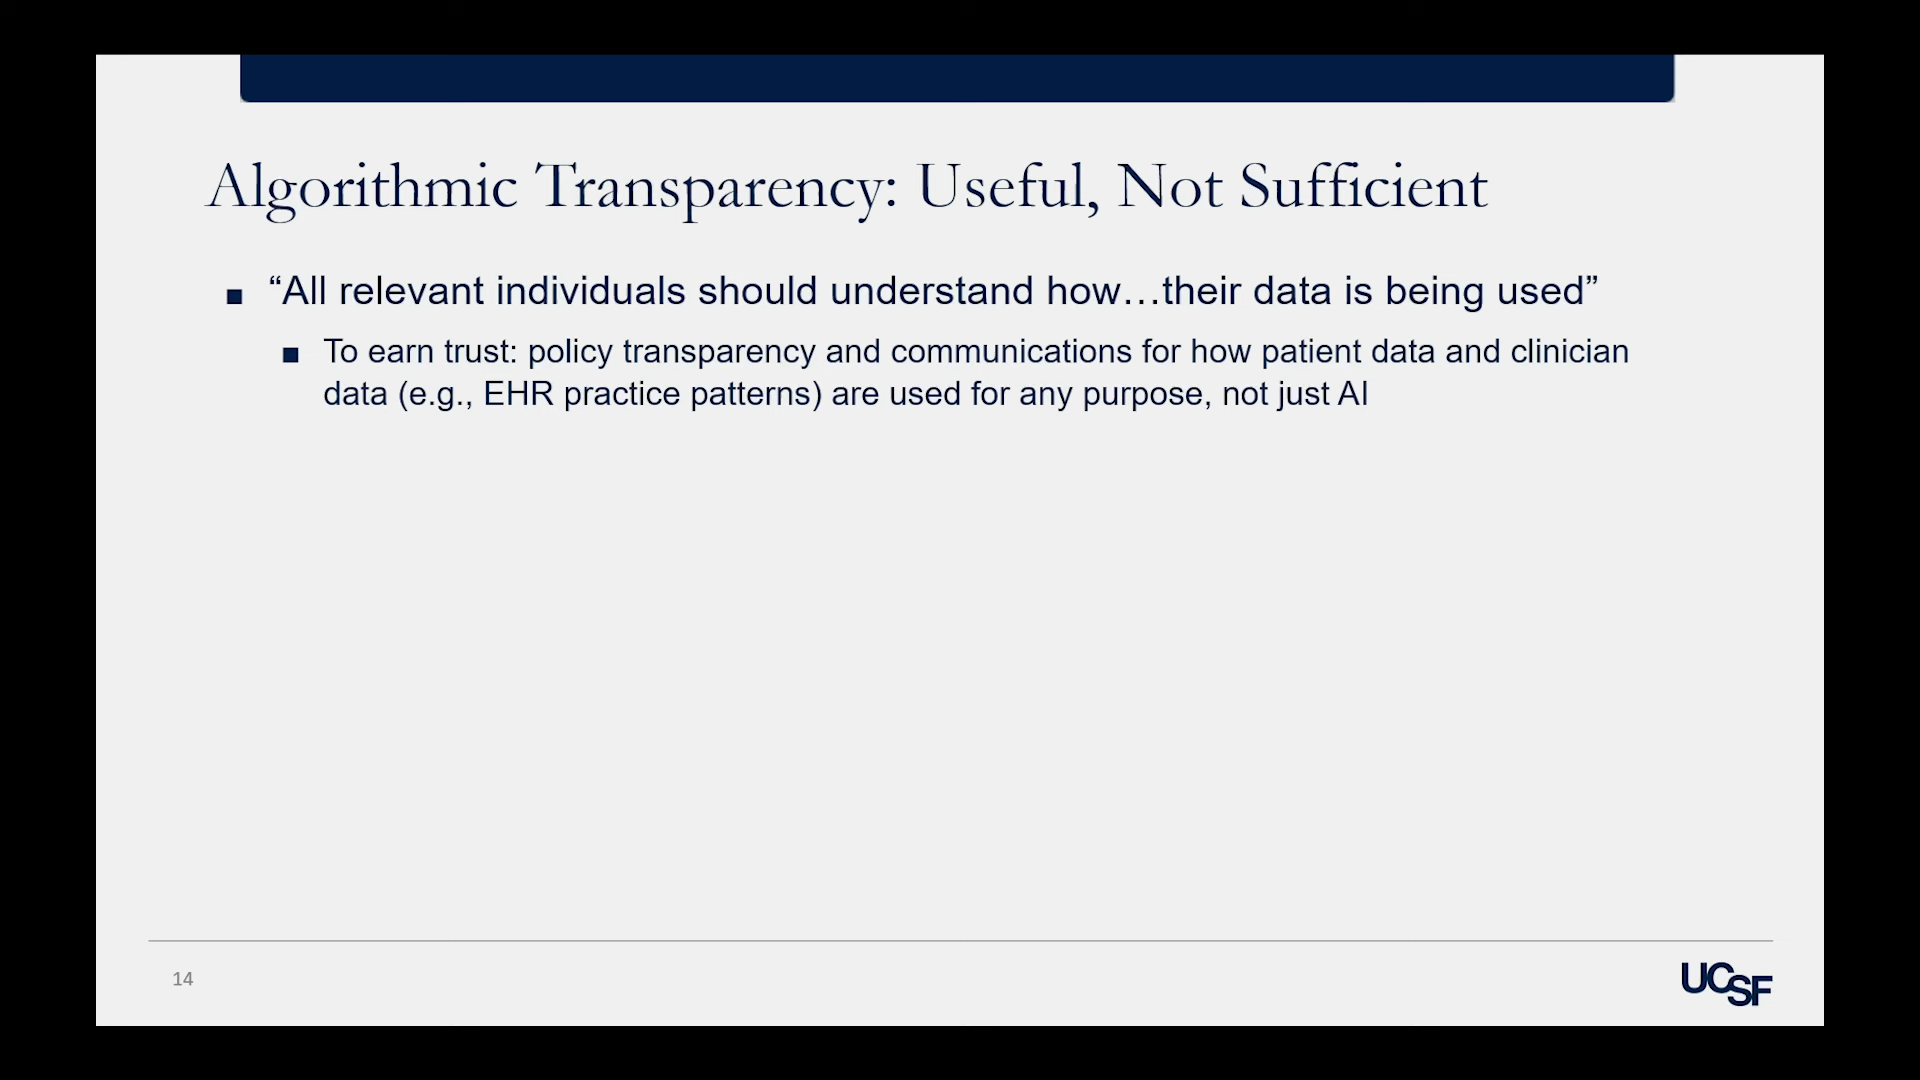 Algorithmic Transparency: Useful, Not Sufficient
■ “All relevant individuals should understand how…their data is being used”
■ To earn trust: policy transparency and communications for how patient data and clinician
data (e.g., EHR practice patterns) are used for any purpose, not just AI
14
UCSF